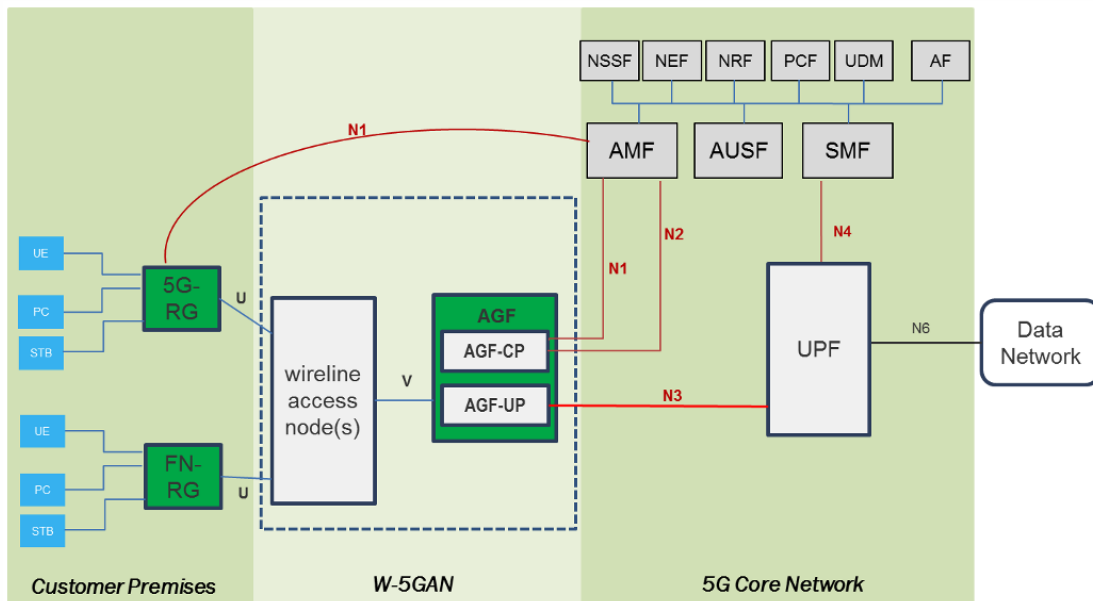 NSSF
NEF
NRF
PCF
UDM
AF
N1
AMF
AUSF
SMF
N2
N4
N1
UE
PC
STB
5G-
RG
U
wireline
access
node(s)
V
AGF
AGF-CP
AGF-UP
N3
UPF
N6
Data
Network
UE
PC
STB
FN-
RG
U
Customer Premises
W-5GAN
5G Core Network